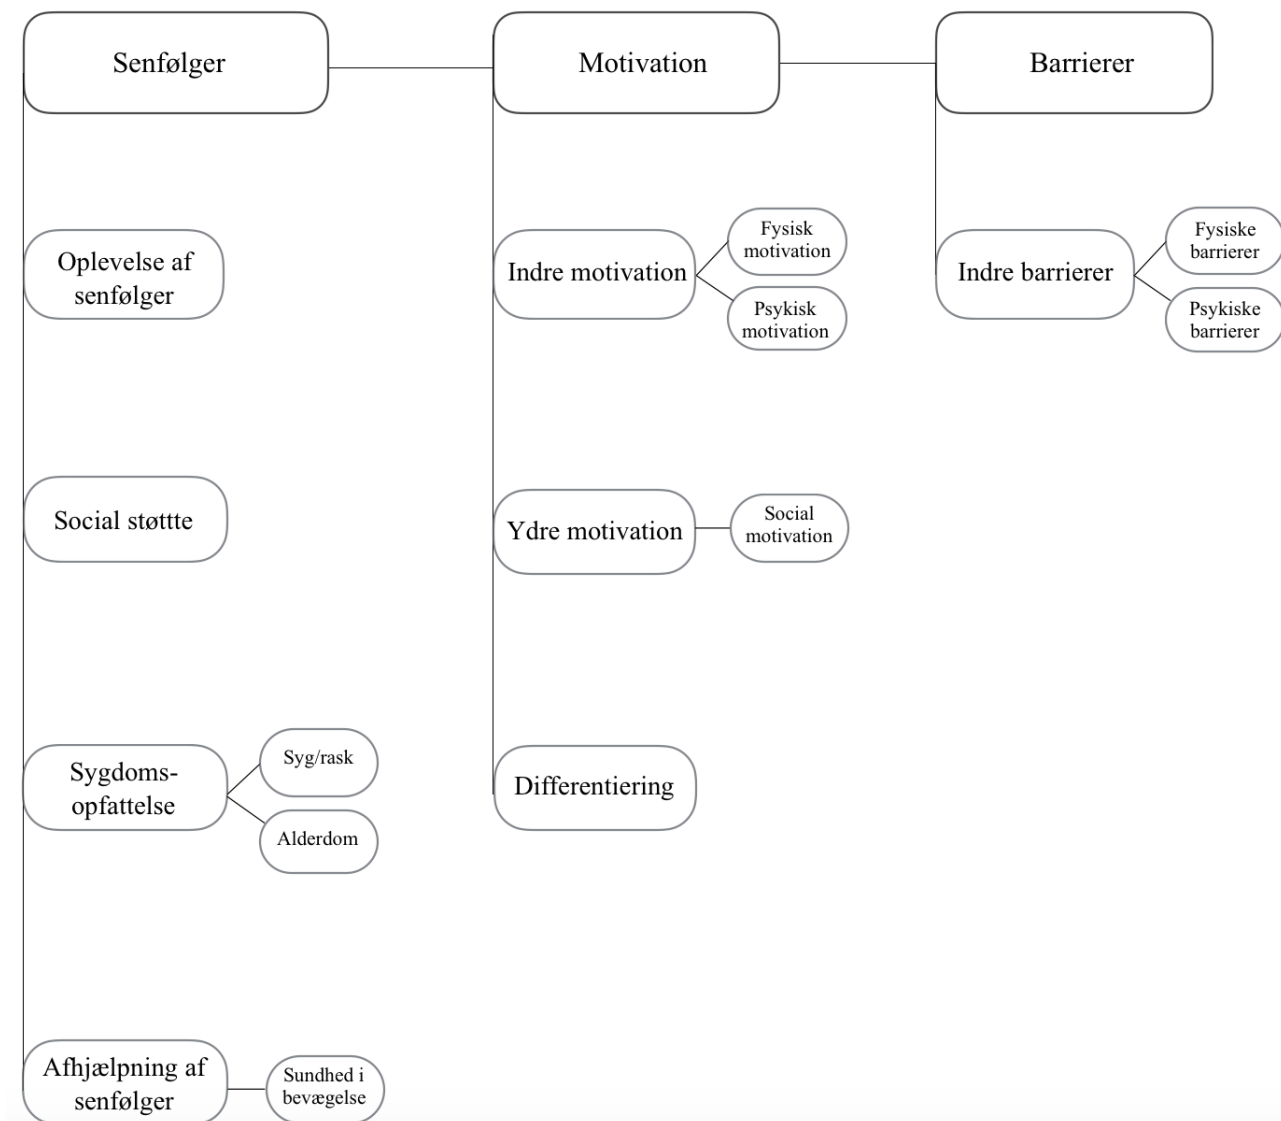 Senfølger
Motivation
Barrierer
Oplevelse af
senfølger
Indre motivation
Fysisk
motivation
Psykisk
motivation
Indre barrierer
Fysiske
barrierer
Psykiske
barrierer
Social støttte
Ydre motivation
Social
motivation
Sygdoms-
opfattelse
Syg/rask
Alderdom
Differentiering
Afhjælpning af
senfølger
Sundhed i
bevægelse